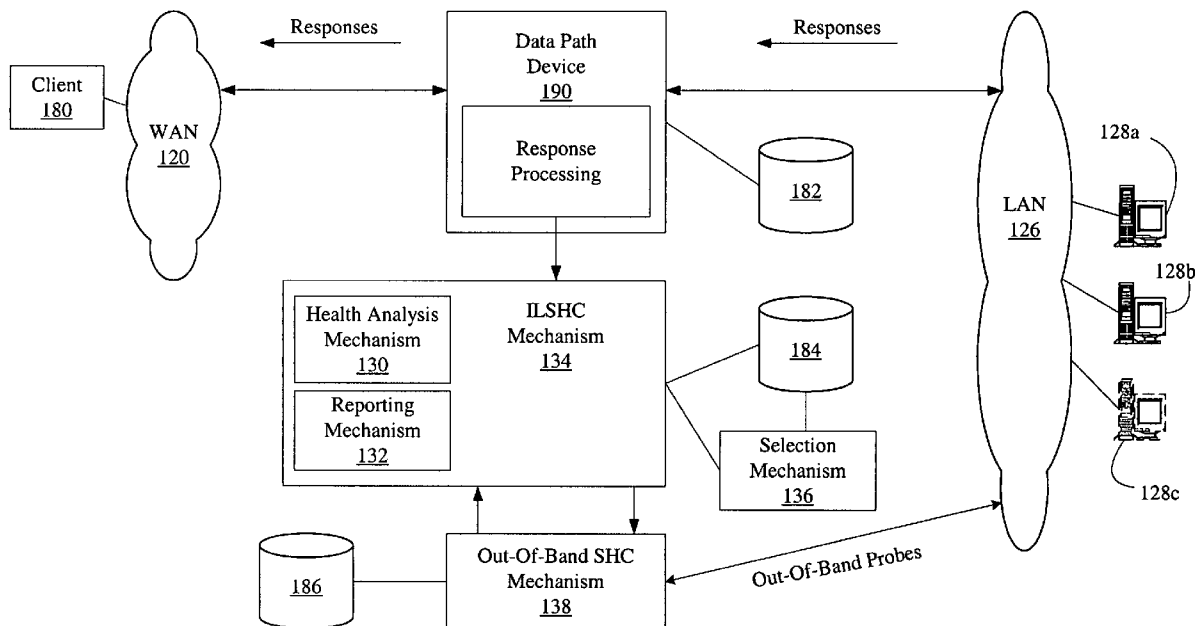 Responses
Responses
Data Path
Device
190
Response
Processing
Client
180
WAN
120
182
LAN
126
128a
128b
128c
Health Analysis
Mechanism
130
Reporting
Mechanism
132
ILSHC
Mechanism
134
184
Selection
Mechanism
136
186
Out-Of-Band SHC
Mechanism
138
Out-Of-Band Probes